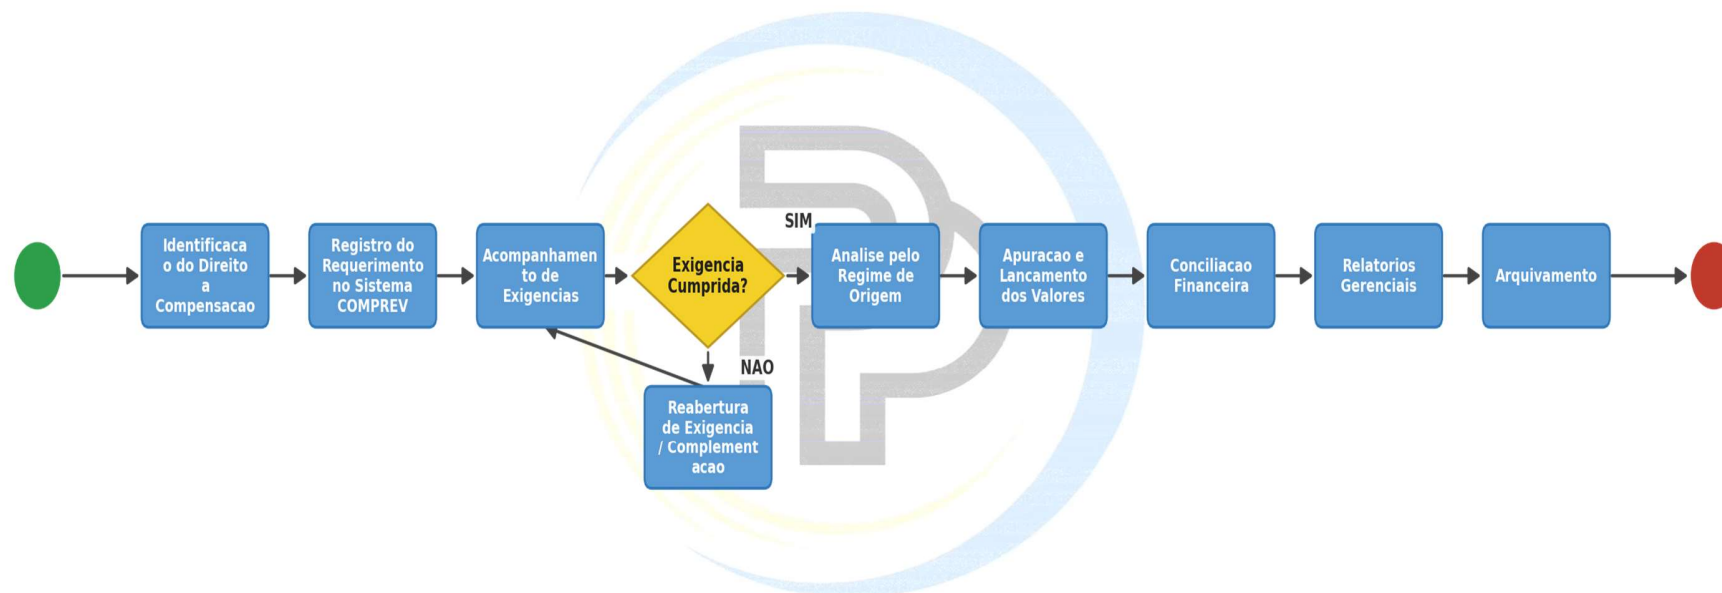 Identificaca
o do Direito
a
Compensacao
Registro do
Requerimento
no Sistema
COMPREV
Acompanhamen
to de
Exigencias
Exigencia
Cumprida?
SIM
NAO
Reabertura
de Exigencia
/ Complement
acao
Analise pelo
Regime de
Origem
Apuracao e
Lancamento
dos Valores
Conciliacao
Financeira
Relatorios
Gerenciais
Arquivamento